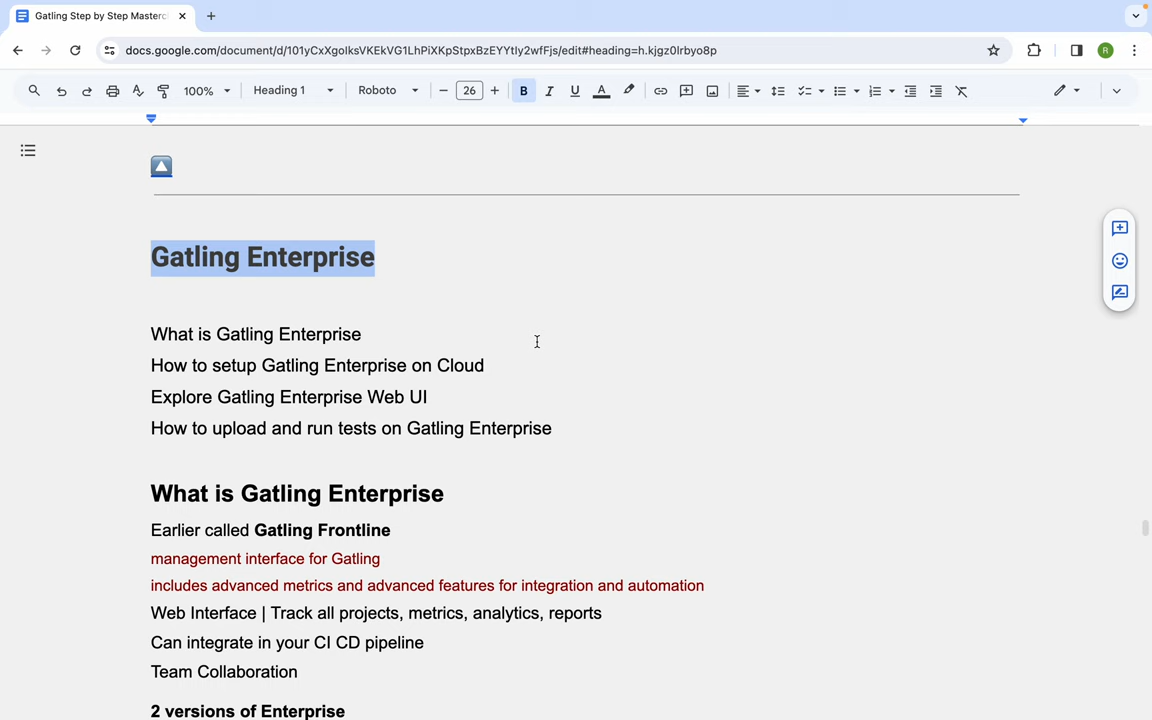 Gatling Step by Step Masterc
docs.google.com/document/d/101yCxXgoIksVKEkVG1LhPiXKpStpxBzEYYtIy2wfFjs/edit#heading=h.kjgz0lrbyo8p
R
100%
Heading 1
Roboto
26
B
I
U
A
Gatling Enterprise
What is Gatling Enterprise
How to setup Gatling Enterprise on Cloud
Explore Gatling Enterprise Web UI
How to upload and run tests on Gatling Enterprise
What is Gatling Enterprise
Earlier called Gatling Frontline
management interface for Gatling
includes advanced metrics and advanced features for integration and automation
Web Interface | Track all projects, metrics, analytics, reports
Can integrate in your CI CD pipeline
Team Collaboration
2 versions of Enterprise